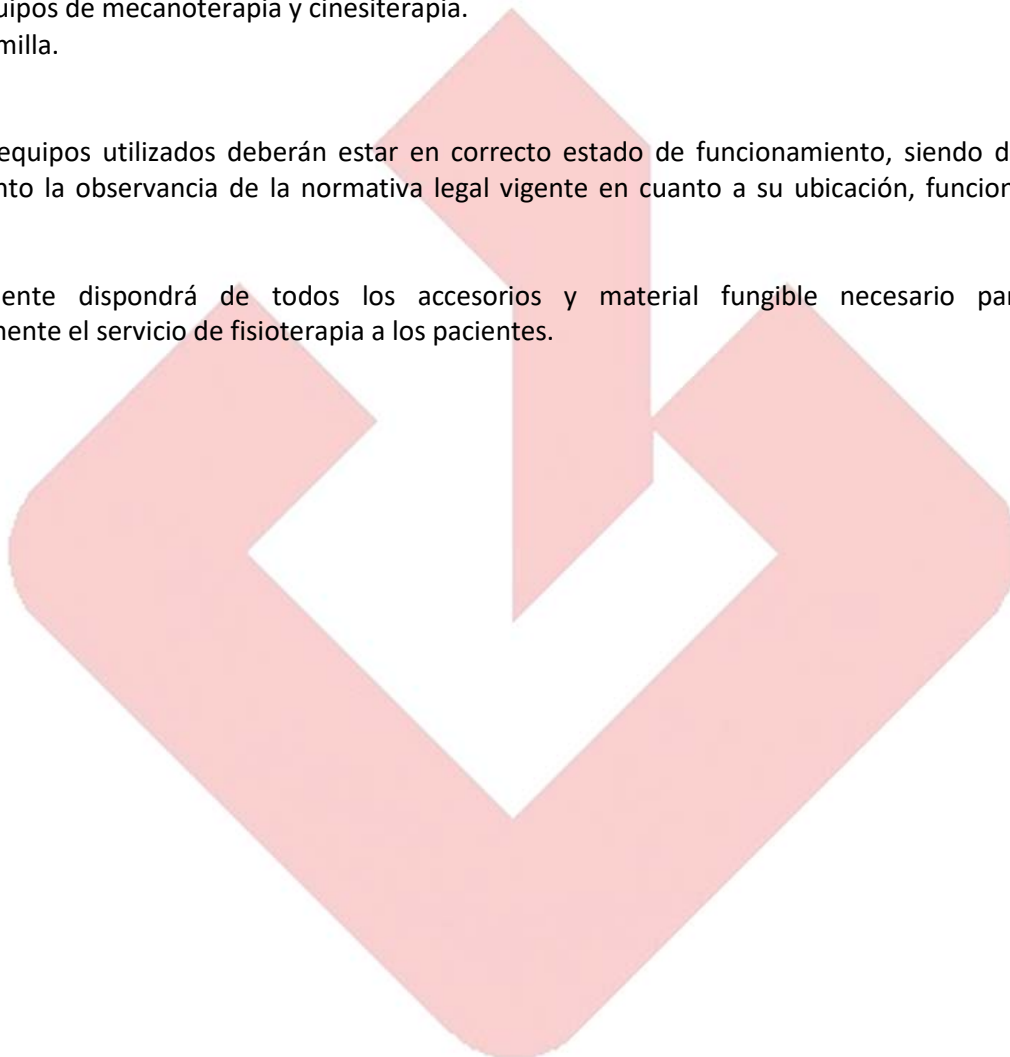 uipos de mecanoterapia y cinesiterapia.
milla.
equipos utilizados deberán estar en correcto estado de funcionamiento, siendo d
nto la observancia de la normativa legal vigente en cuanto a su ubicación, funcion
ente dispondrá de todos los accesorios y material fungible necesario par
mente el servicio de fisioterapia a los pacientes.